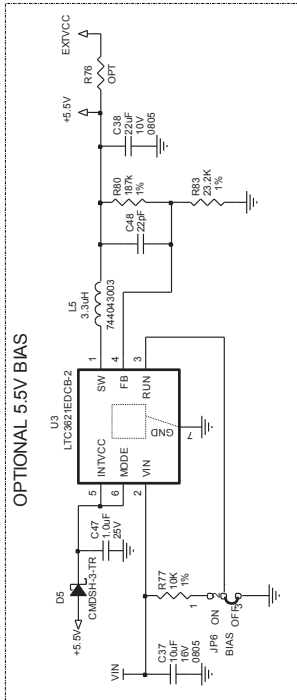 OPTIONAL 5.5V BIAS
+5.5V
D5
CMDSH-3-TR
C47
1.0uF
25V
VIN
C37
10uF
16V
0805
R77
10K
1%
JP6
ON
BIAS
OFF
1
2
3
U3
LTC3621EDCB-2
5
INTVCC
6
MODE
2
VIN
SW
1
FB
4
RUN
3
GND
7
L5
3.3uH
744043003
C48
22pF
R80
187k
1%
R83
23.2K
1%
C38
22uF
10V
0805
+5.5V
R76
OPT
EXTVCC